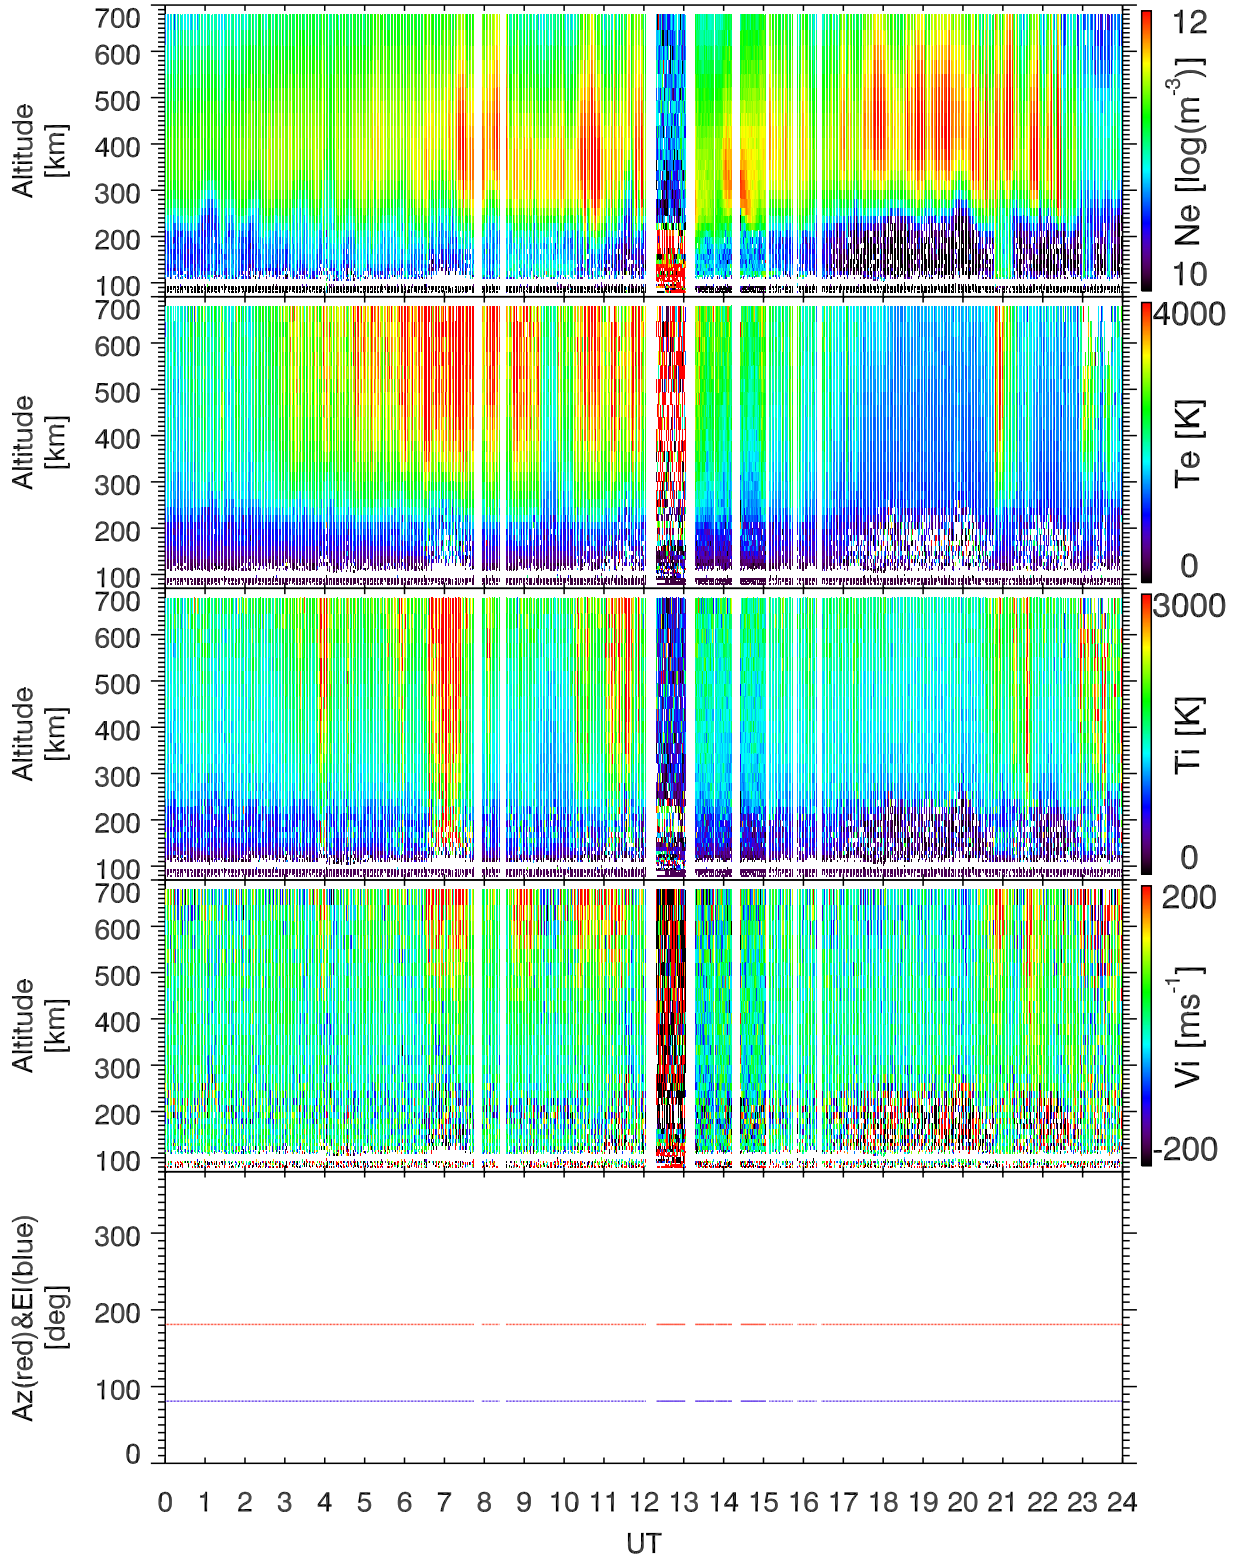 700
600
500
400
300
200
100
Altitude
[km]
12
10
Ne [log(m⁻³)]
700
600
500
400
300
200
100
Altitude
[km]
4000
0
Te [K]
700
600
500
400
300
200
100
Altitude
[km]
3000
0
Ti [K]
700
600
500
400
300
200
100
Altitude
[km]
200
-200
Vi [ms⁻¹]
300
200
100
0
Az(red)&El(blue)
[deg]
0 1 2 3 4 5 6 7 8 9 10 11 12 13 14 15 16 17 18 19 20 21 22 23 24
UT